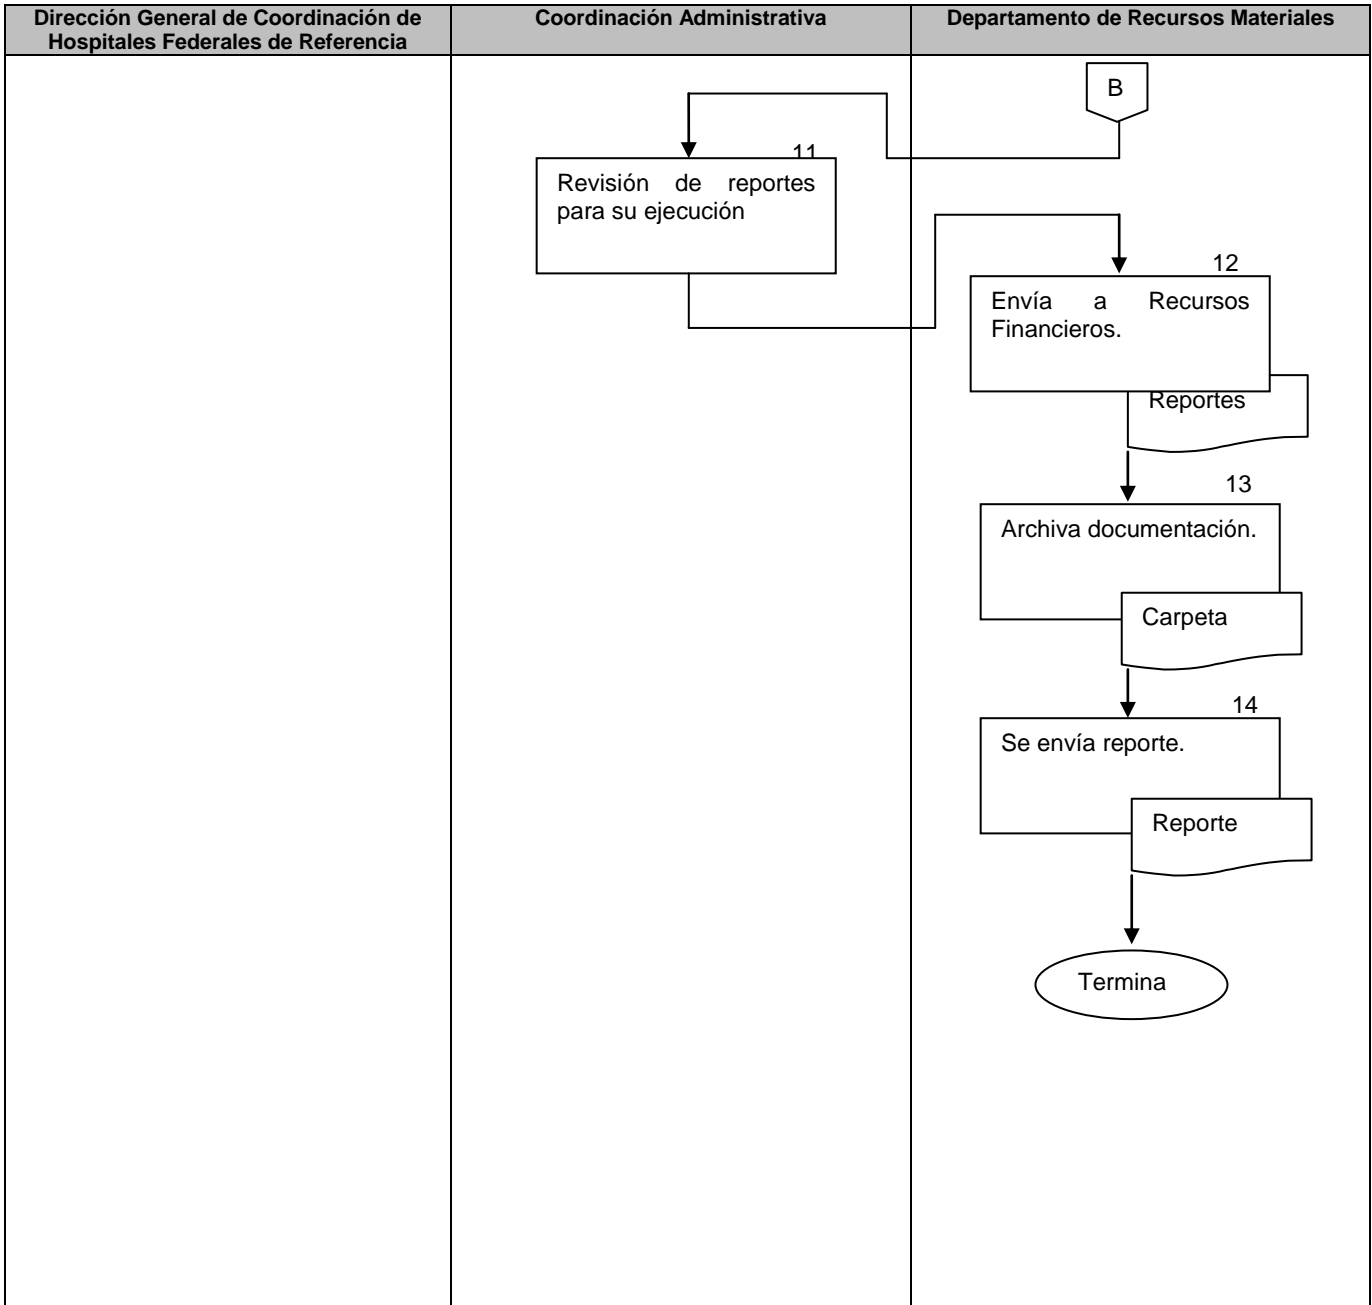 Dirección General de Coordinación de
Hospitales Federales de Referencia
Coordinación Administrativa
Departamento de Recursos Materiales
B
11
Revisión de reportes
para su ejecución
12
Envía a Recursos
Financieros.
Reportes
13
Archiva documentación.
Carpeta
14
Se envía reporte.
Reporte
Termina